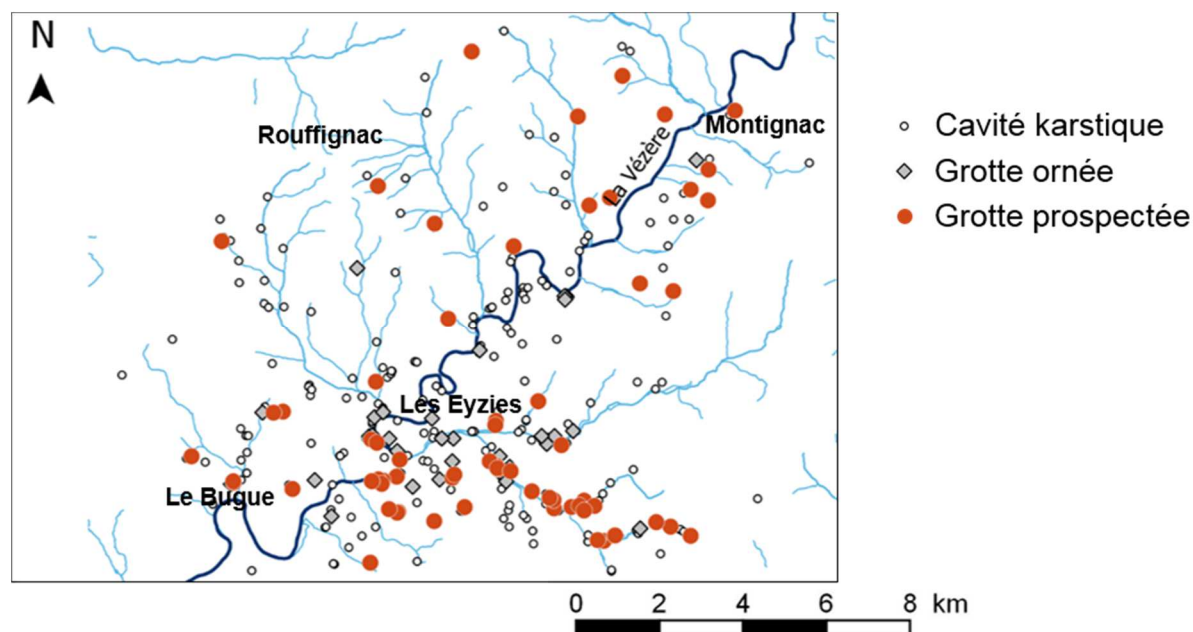 N
Rouffignac
Montignac
La Vézère
Les Eyzies
Le Bugue
Cavité karstique
Grotte ornée
Grotte prospectée
0 2 4 6 8 km